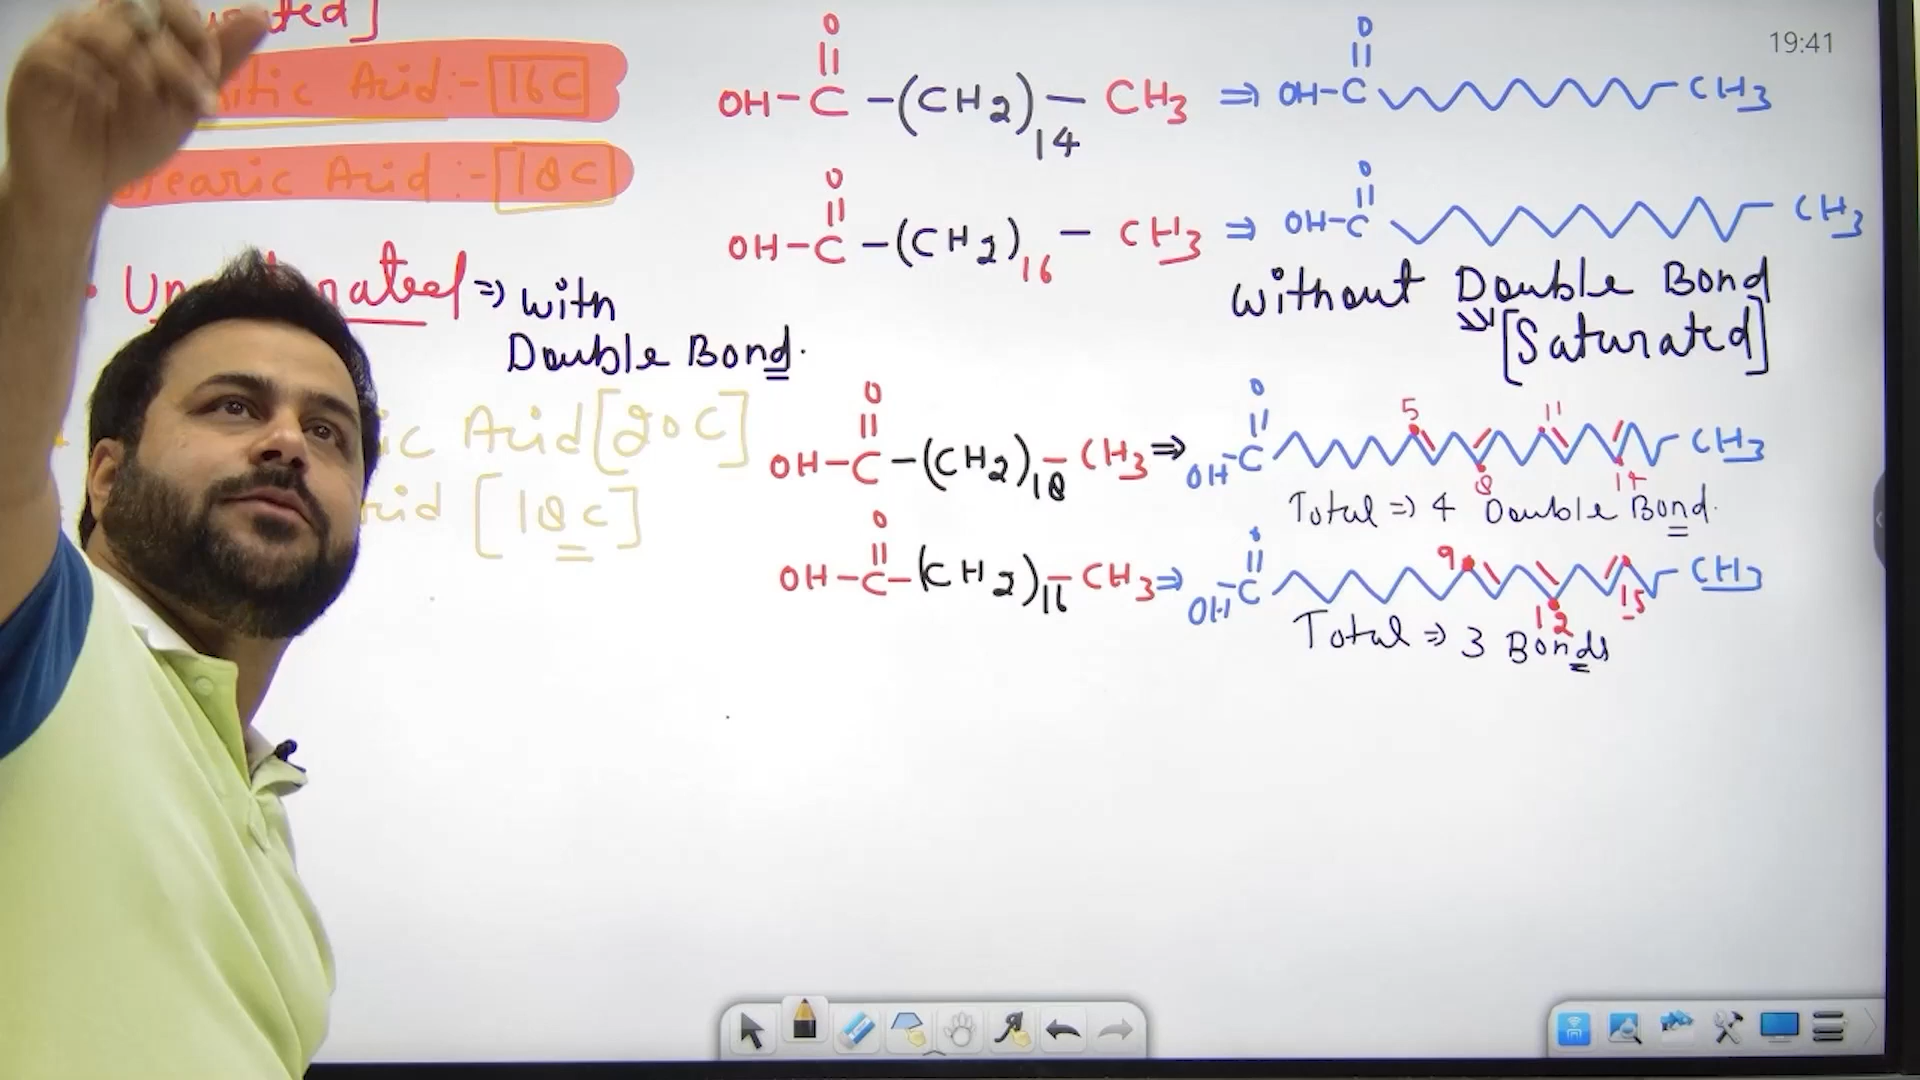 19:41
Acid :- 16C
OH-C-(CH2)14-CH3 ⇒ OH-C CH3
O O
Acid :- 18C
OH-C-(CH2)16-CH3 ⇒ OH-C CH3
O O
⇒ with
Double Bond.
without Double Bond
[Saturated]
Acid [20C]
OH-C-(CH2)18-CH3 ⇒ OH-C CH3
O O
5 8 11 14
Total ⇒ 4 Double Bond.
[18C]
OH-C-(CH2)16-CH3 ⇒ OH-C CH3
O
9 12 15
Total ⇒ 3 Bonds